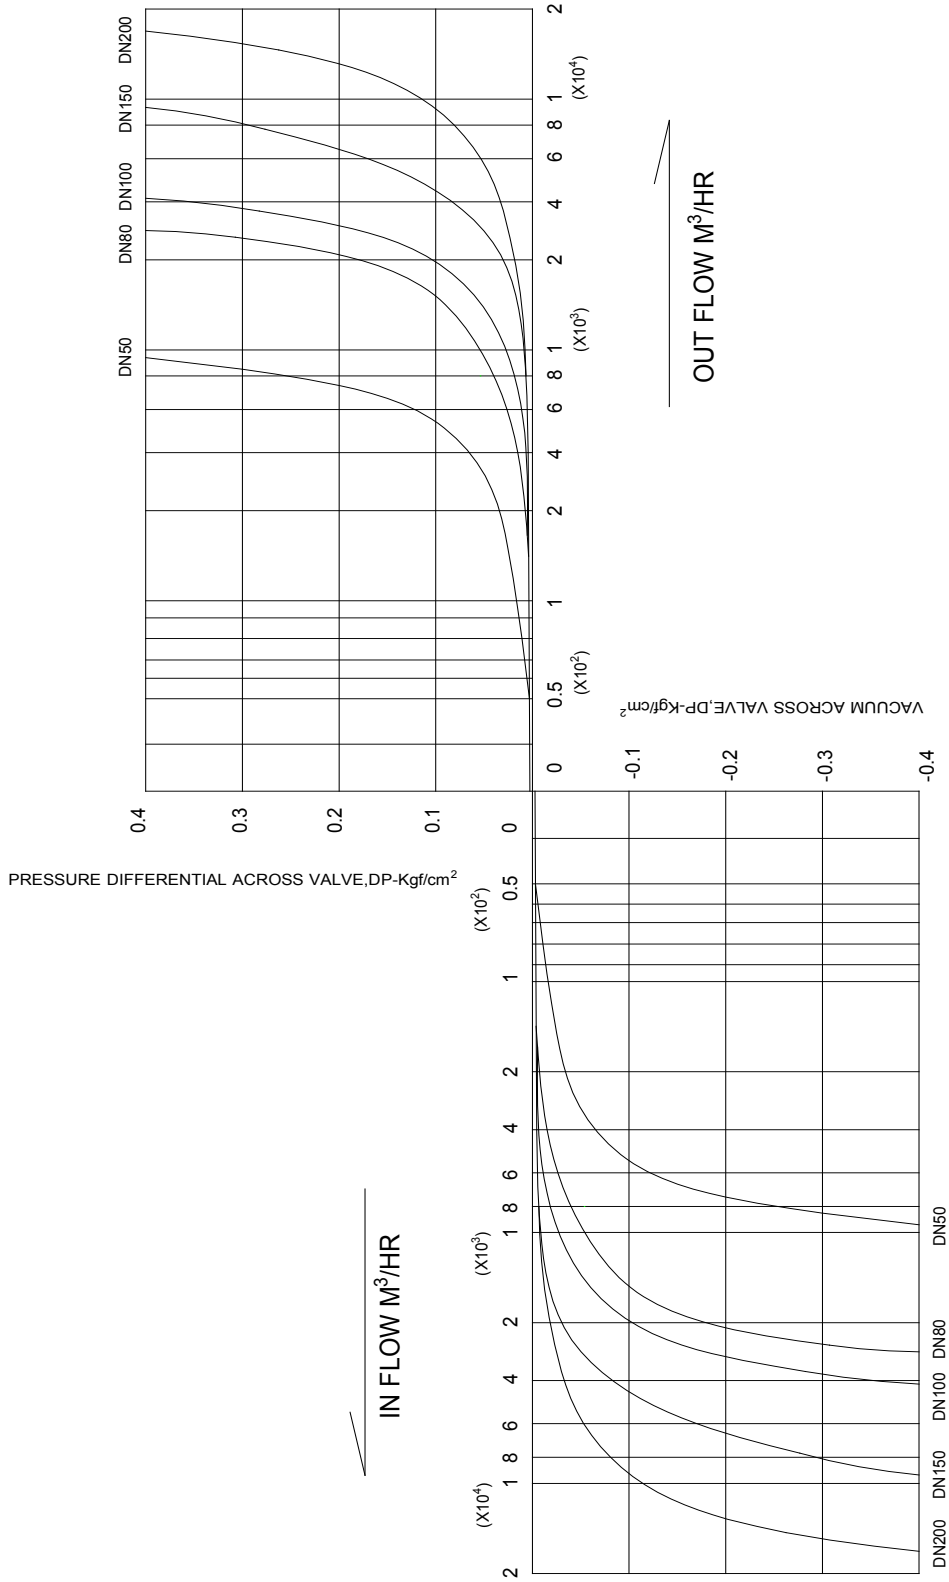 DN200
DN150
DN100
DN80
DN50
2
1
(X10⁴)
8
6
4
2
1
(X10³)
8
6
4
2
1
0.5
(X10²)
OUT FLOW M³/HR
0.4
0.3
0.2
0.1
0
PRESSURE DIFFERENTIAL ACROSS VALVE,DP-Kgf/cm²
VACUUM ACROSS VALVE,DP-Kgf/cm²
0
-0.1
-0.2
-0.3
-0.4
0.5
(X10²)
1
2
4
6
8
1
(X10³)
2
4
6
8
1
(X10⁴)
2
IN FLOW M³/HR
DN50
DN80
DN100
DN150
DN200